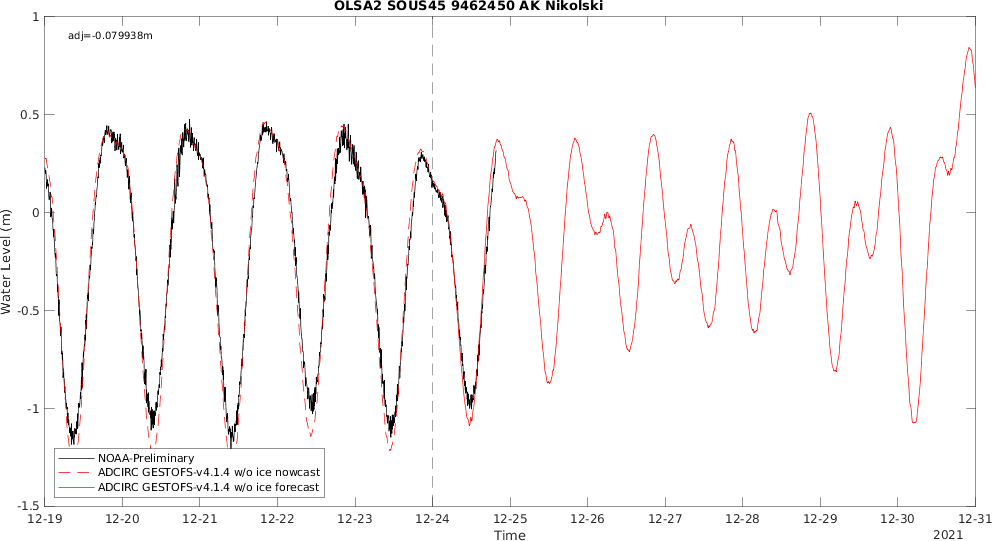 OLSA2 SOUS45 9462450 AK Nikolski
adj=-0.079938m
1
0.5
0
-0.5
-1
-1.5
Water Level (m)
NOAA-Preliminary
ADCIRC GESTOFS-v4.1.4 w/o ice nowcast
ADCIRC GESTOFS-v4.1.4 w/o ice forecast
12-19 12-20 12-21 12-22 12-23 12-24 12-25 12-26 12-27 12-28 12-29 12-30 12-31
Time
2021